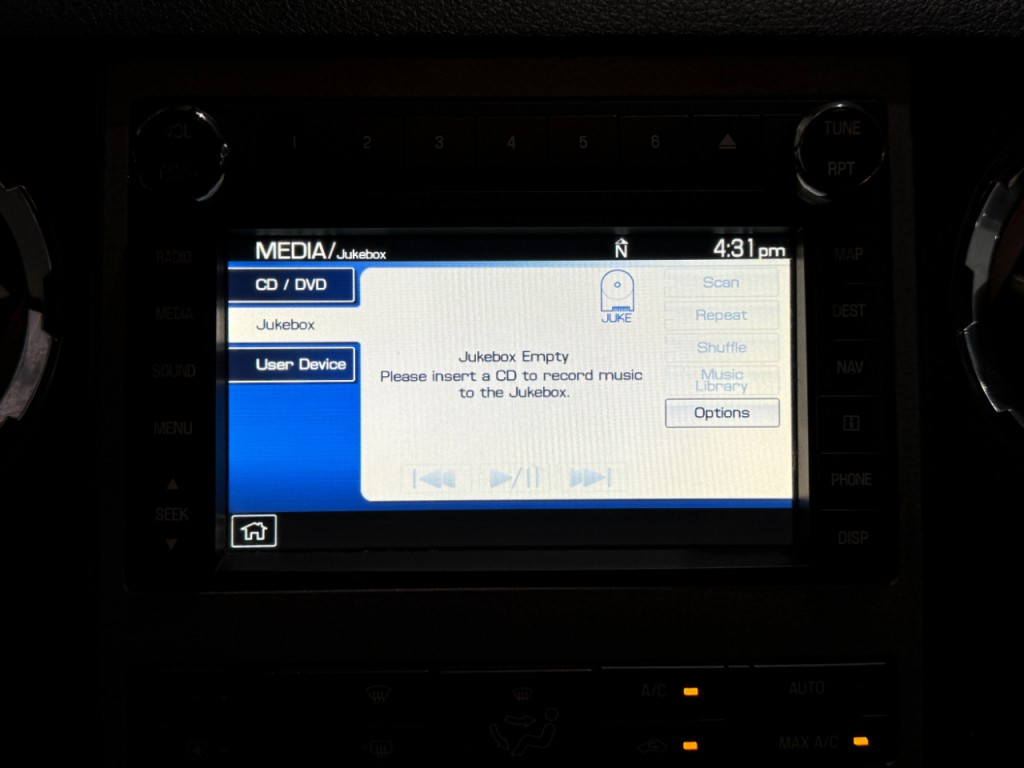 VOL
1 2 3 4 5 6
TUNE
RPT
MEDIA/Jukebox
N
4:31 pm
RADIO
MEDIA
SOUND
MENU
SEEK
CD / DVD
Jukebox
User Device
JUKE
Jukebox Empty
Please insert a CD to record music
to the Jukebox.
Scan
Repeat
Shuffle
Music
Library
Options
MAP
DEST
NAV
i
PHONE
DISP
A/C
AUTO
MAX A/C